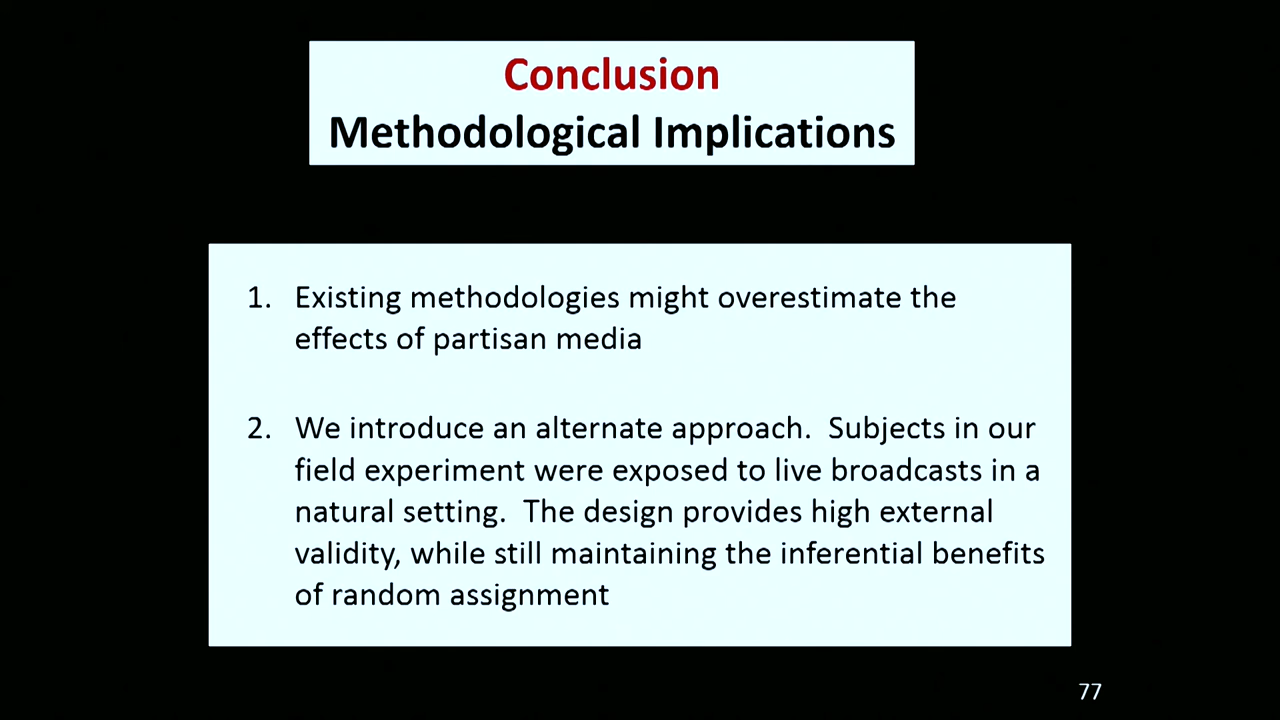 Conclusion
Methodological Implications
1. Existing methodologies might overestimate the
effects of partisan media
2. We introduce an alternate approach. Subjects in our
field experiment were exposed to live broadcasts in a
natural setting. The design provides high external
validity, while still maintaining the inferential benefits
of random assignment
77